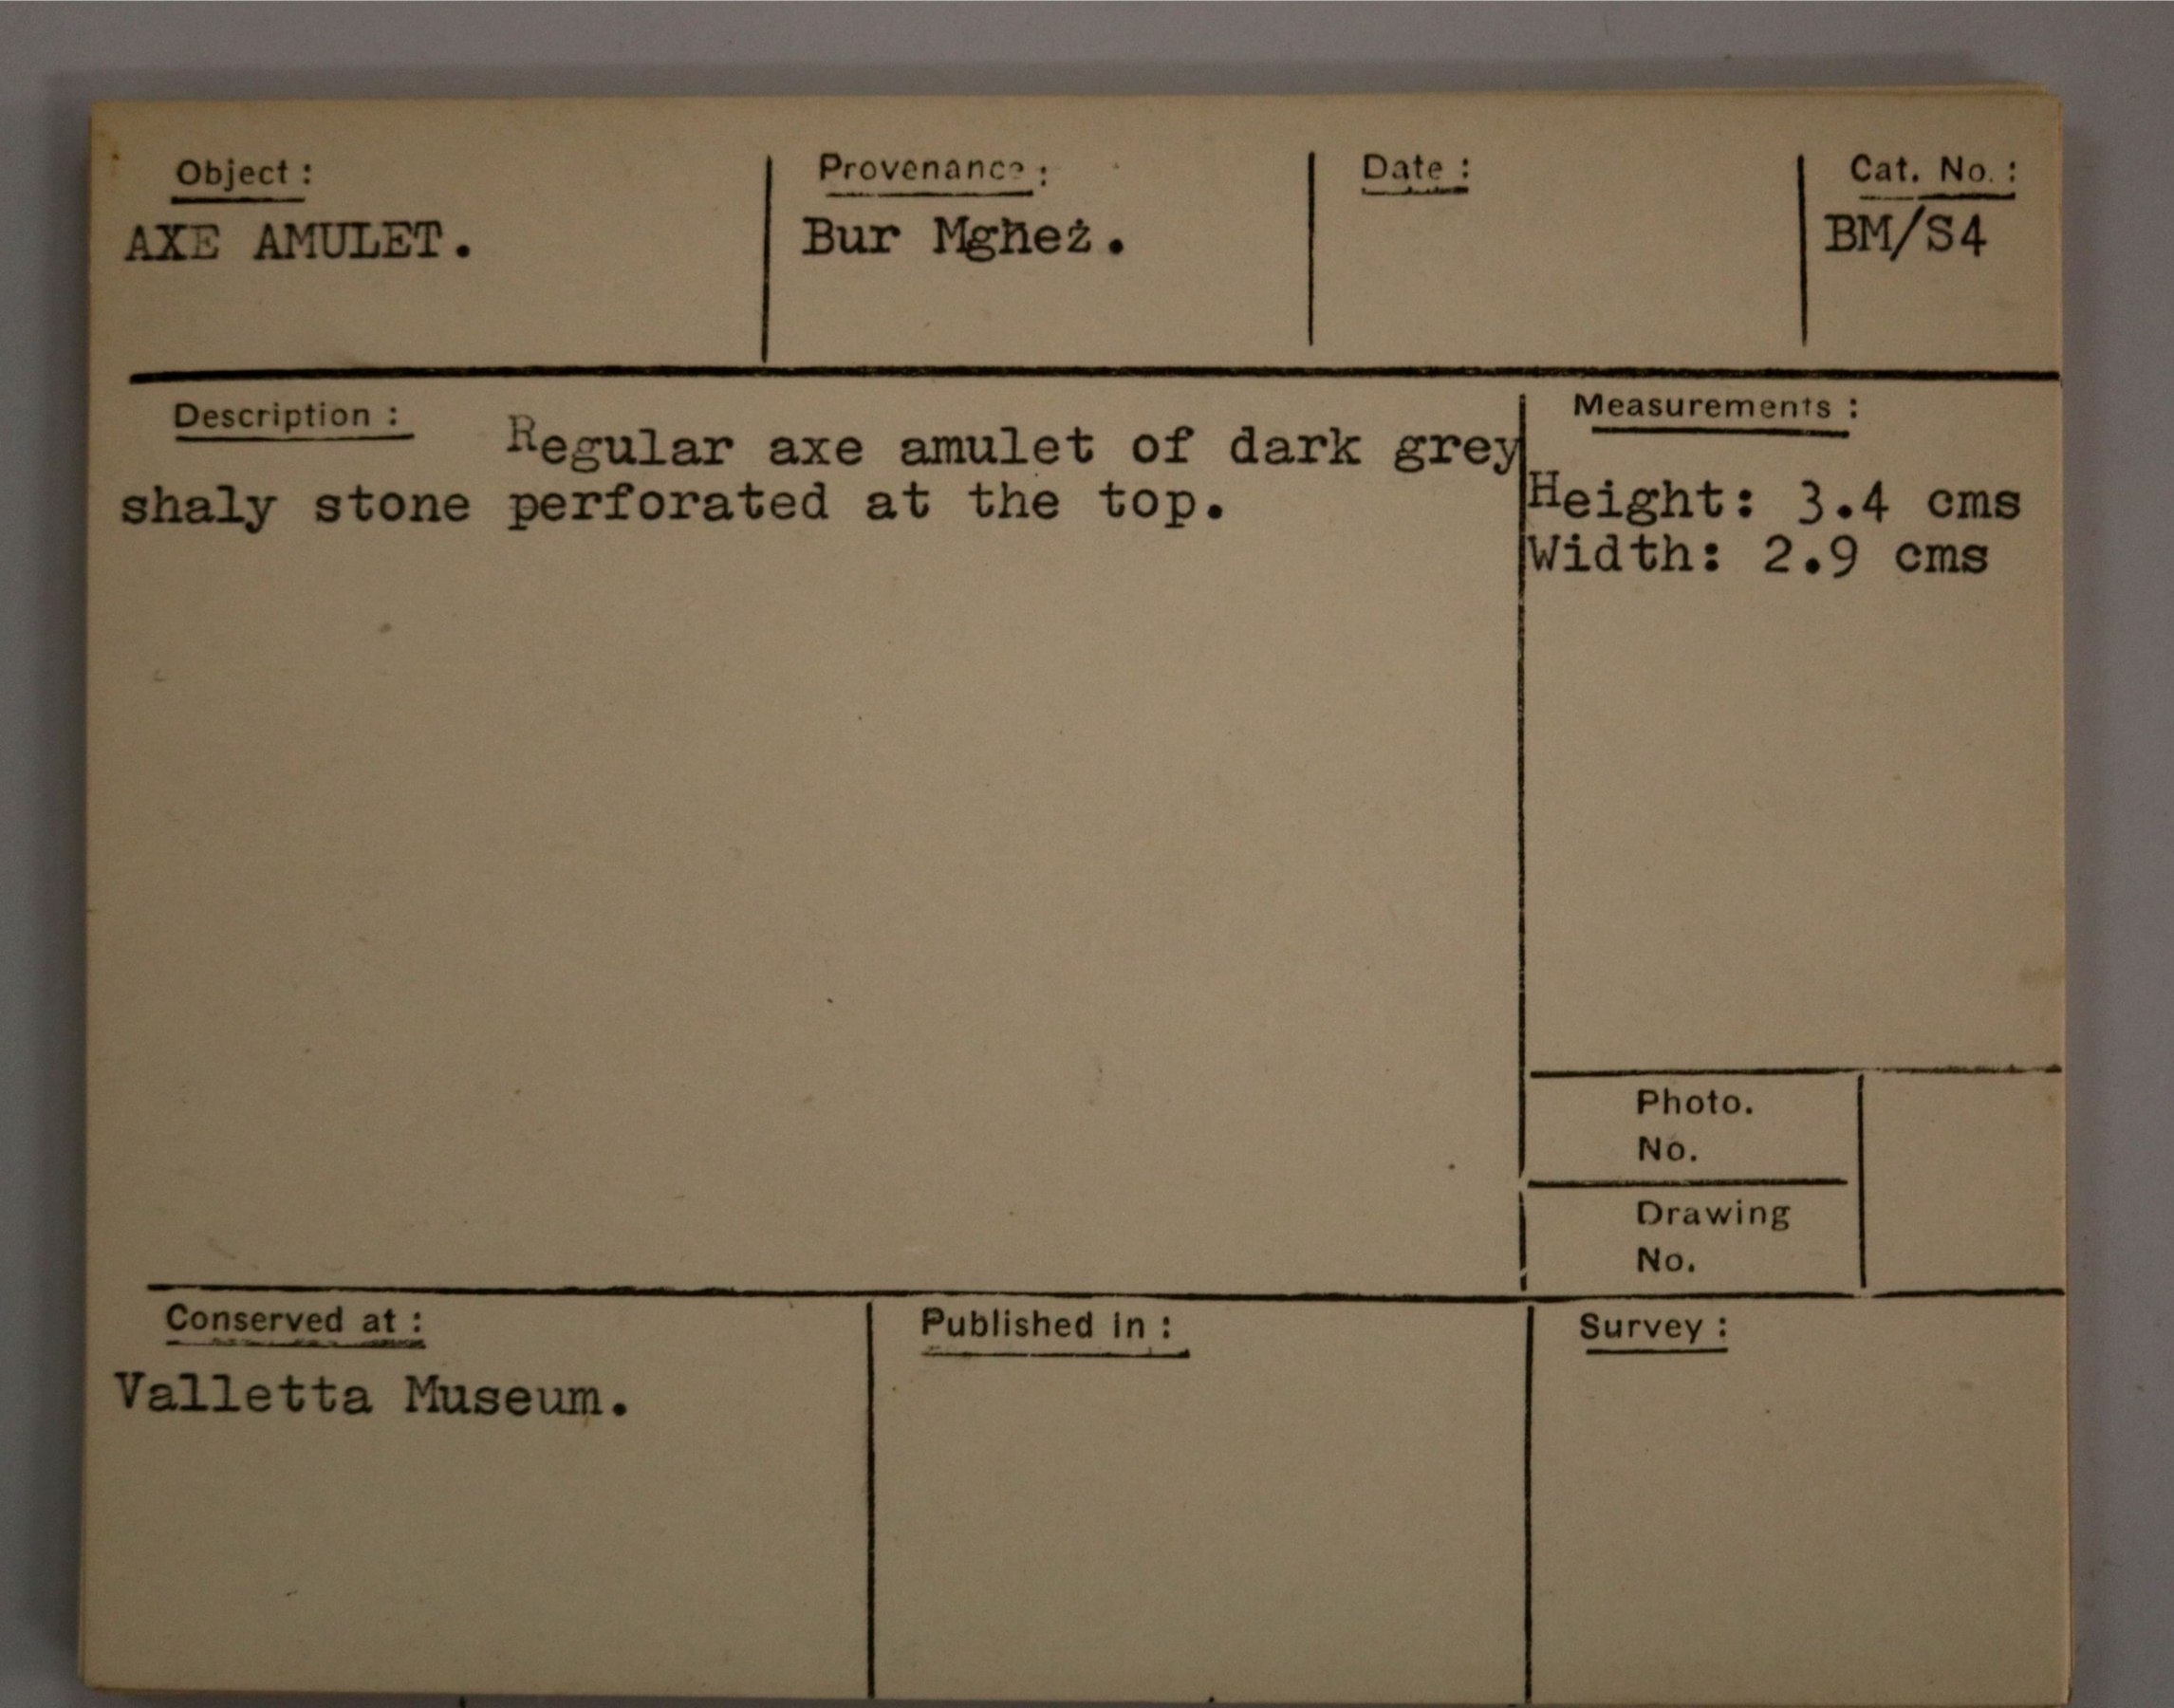 Object :
AXE AMULET.
Provenance :
Bur Mgħeż.
Date :
Cat. No. :
BM/S4
Description :
Regular axe amulet of dark grey
shaly stone perforated at the top.
Measurements :
Height: 3.4 cms
Width: 2.9 cms
Photo.
No.
Drawing
No.
Conserved at :
Valletta Museum.
Published in :
Survey :